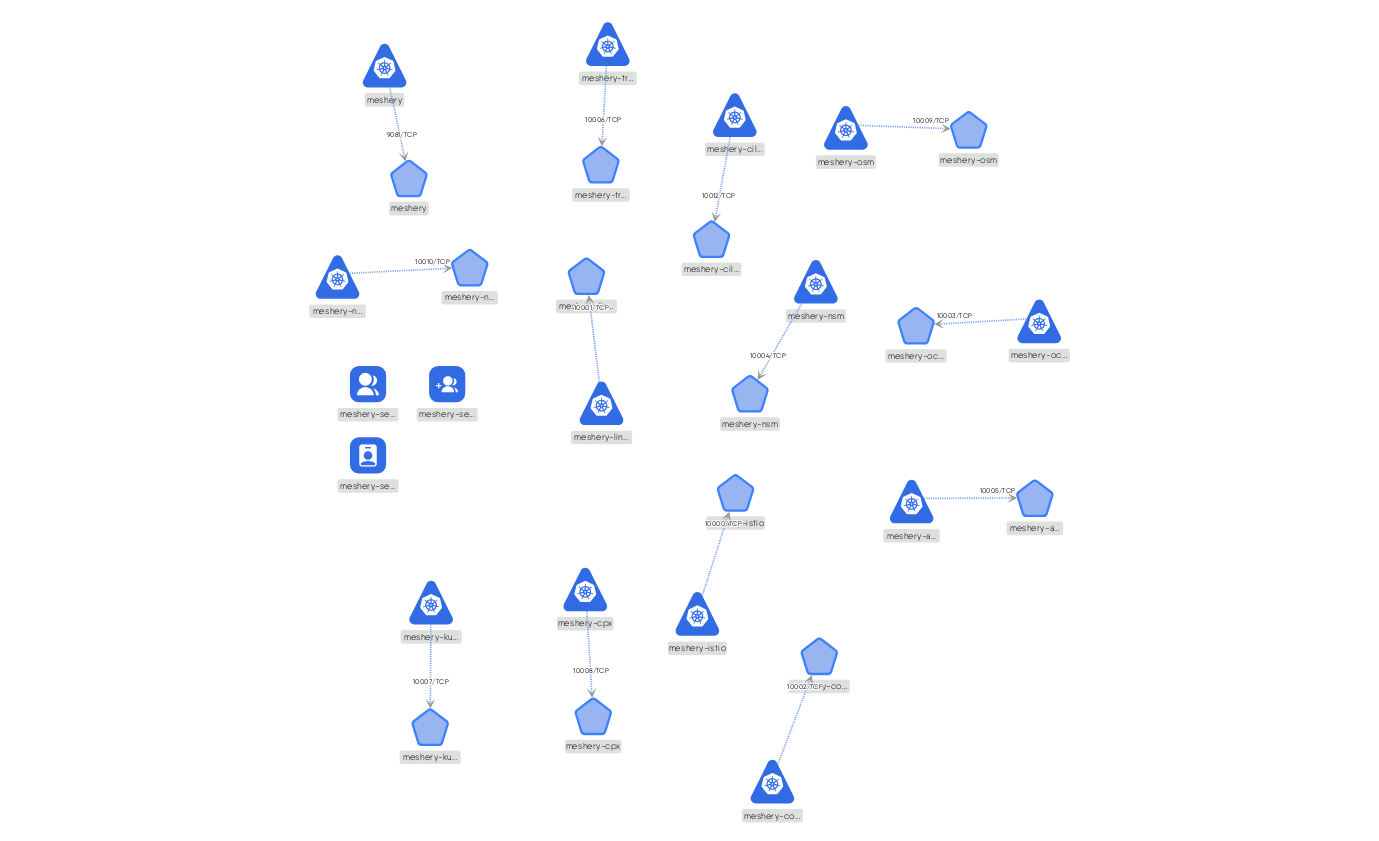 meshery
9081/TCP
meshery
meshery-tr...
10006/TCP
meshery-tr...
meshery-cil...
10012/TCP
meshery-cil...
meshery-osm
10009/TCP
meshery-osm
meshery-n...
10010/TCP
meshery-n...
10001/TCP
meshery-lin...
meshery-nsm
10004/TCP
meshery-nsm
10003/TCP
meshery-oc...
meshery-oc...
meshery-se...
meshery-se...
meshery-se...
10000/TCP
-istio
meshery-istio
meshery-a...
10005/TCP
meshery-a...
meshery-ku...
10007/TCP
meshery-ku...
meshery-cpx
10008/TCP
meshery-cpx
10002/TCP
y-co...
meshery-co...